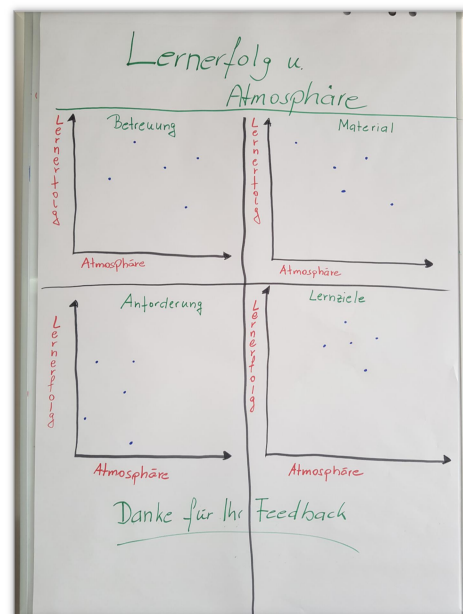 Lernerfolg u.
Atmosphäre
Betreuung
Lernerfolg
Atmosphäre
Material
Lernerfolg
Atmosphäre
Anforderung
Lernerfolg
Atmosphäre
Lernziele
Lernerfolg
Atmosphäre
Danke für Ihr Feedback